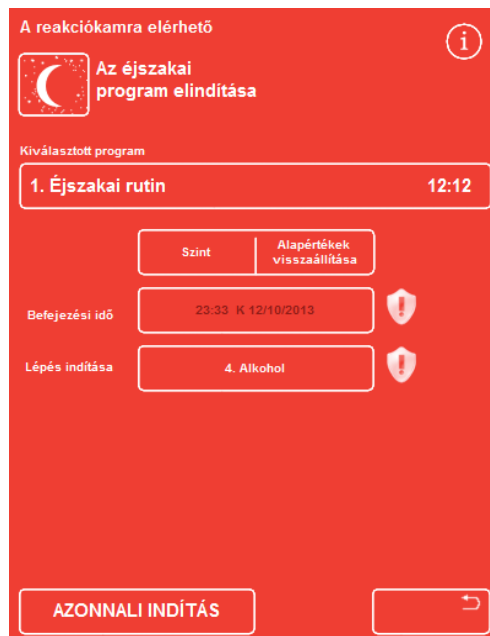 A reakciókamra elérhető
i
Az éjszakai
program elindítása
Kiválasztott program
1. Éjszakai rutin 12:12
Szint
Alapértékek
visszaállítása
Befejezési idő
23:33 K 12/10/2013
!
Lépés indítása
4. Alkohol
!
AZONNALI INDÍTÁS